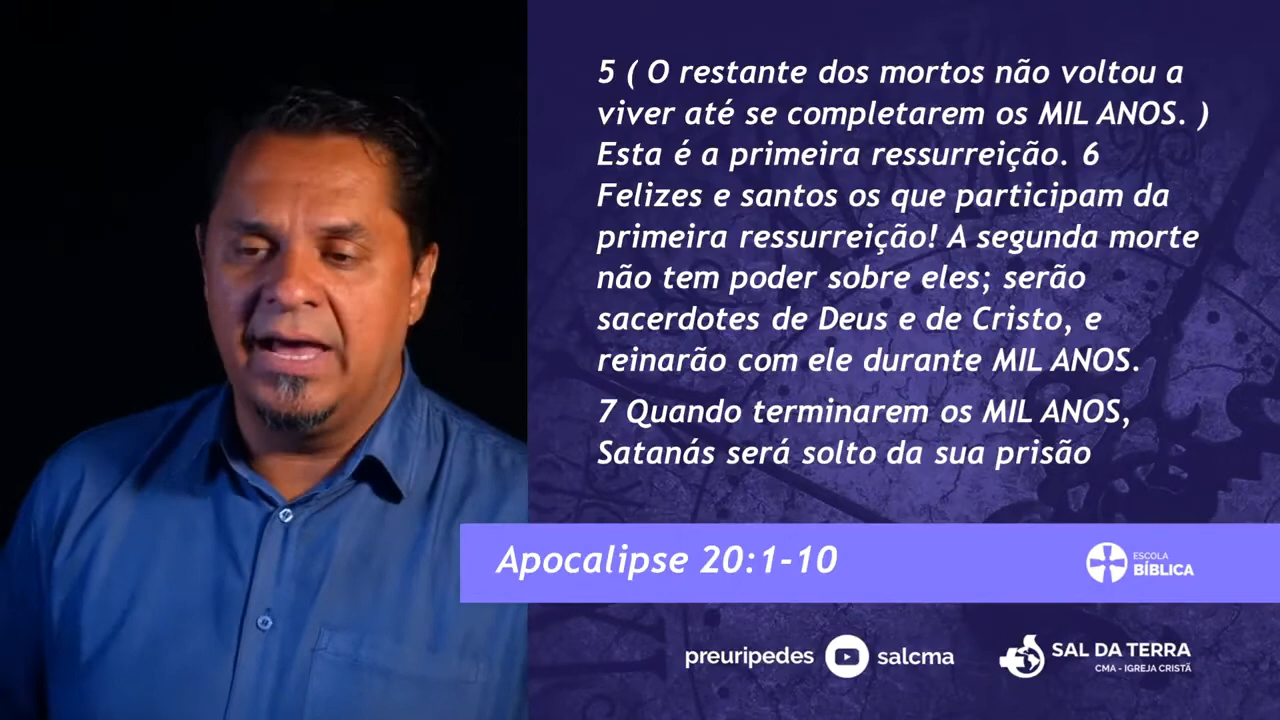 5 ( O restante dos mortos não voltou a
viver até se completarem os MIL ANOS. )
Esta é a primeira ressurreição. 6
Felizes e santos os que participam da
primeira ressurreição! A segunda morte
não tem poder sobre eles; serão
sacerdotes de Deus e de Cristo, e
reinarão com ele durante MIL ANOS.
7 Quando terminarem os MIL ANOS,
Satanás será solto da sua prisão
Apocalipse 20:1-10
ESCOLA
BÍBLICA
preuripedes salcma
SAL DA TERRA
CMA - IGREJA CRISTÃ